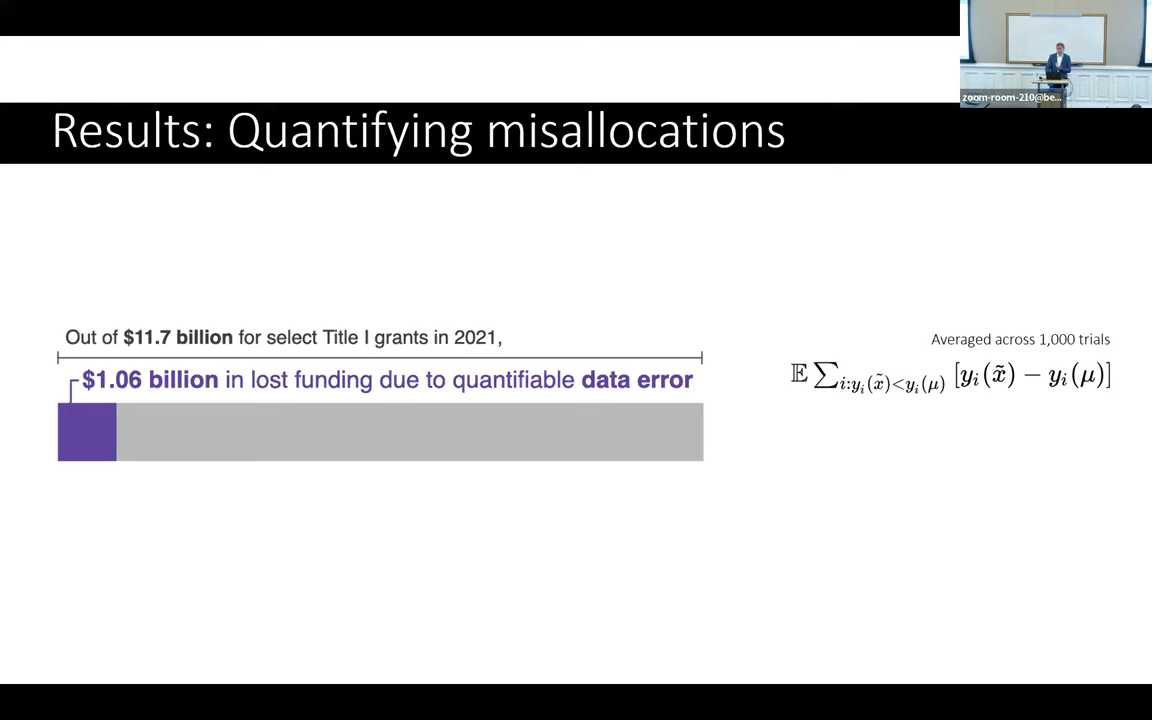 zoom-room-210@be...
Results: Quantifying misallocations
Out of $11.7 billion for select Title I grants in 2021,
$1.06 billion in lost funding due to quantifiable data error
Averaged across 1,000 trials
𝔼 ∑_{i:y_i(x̃)<y_i(μ)} [y_i(x̃) − y_i(μ)]